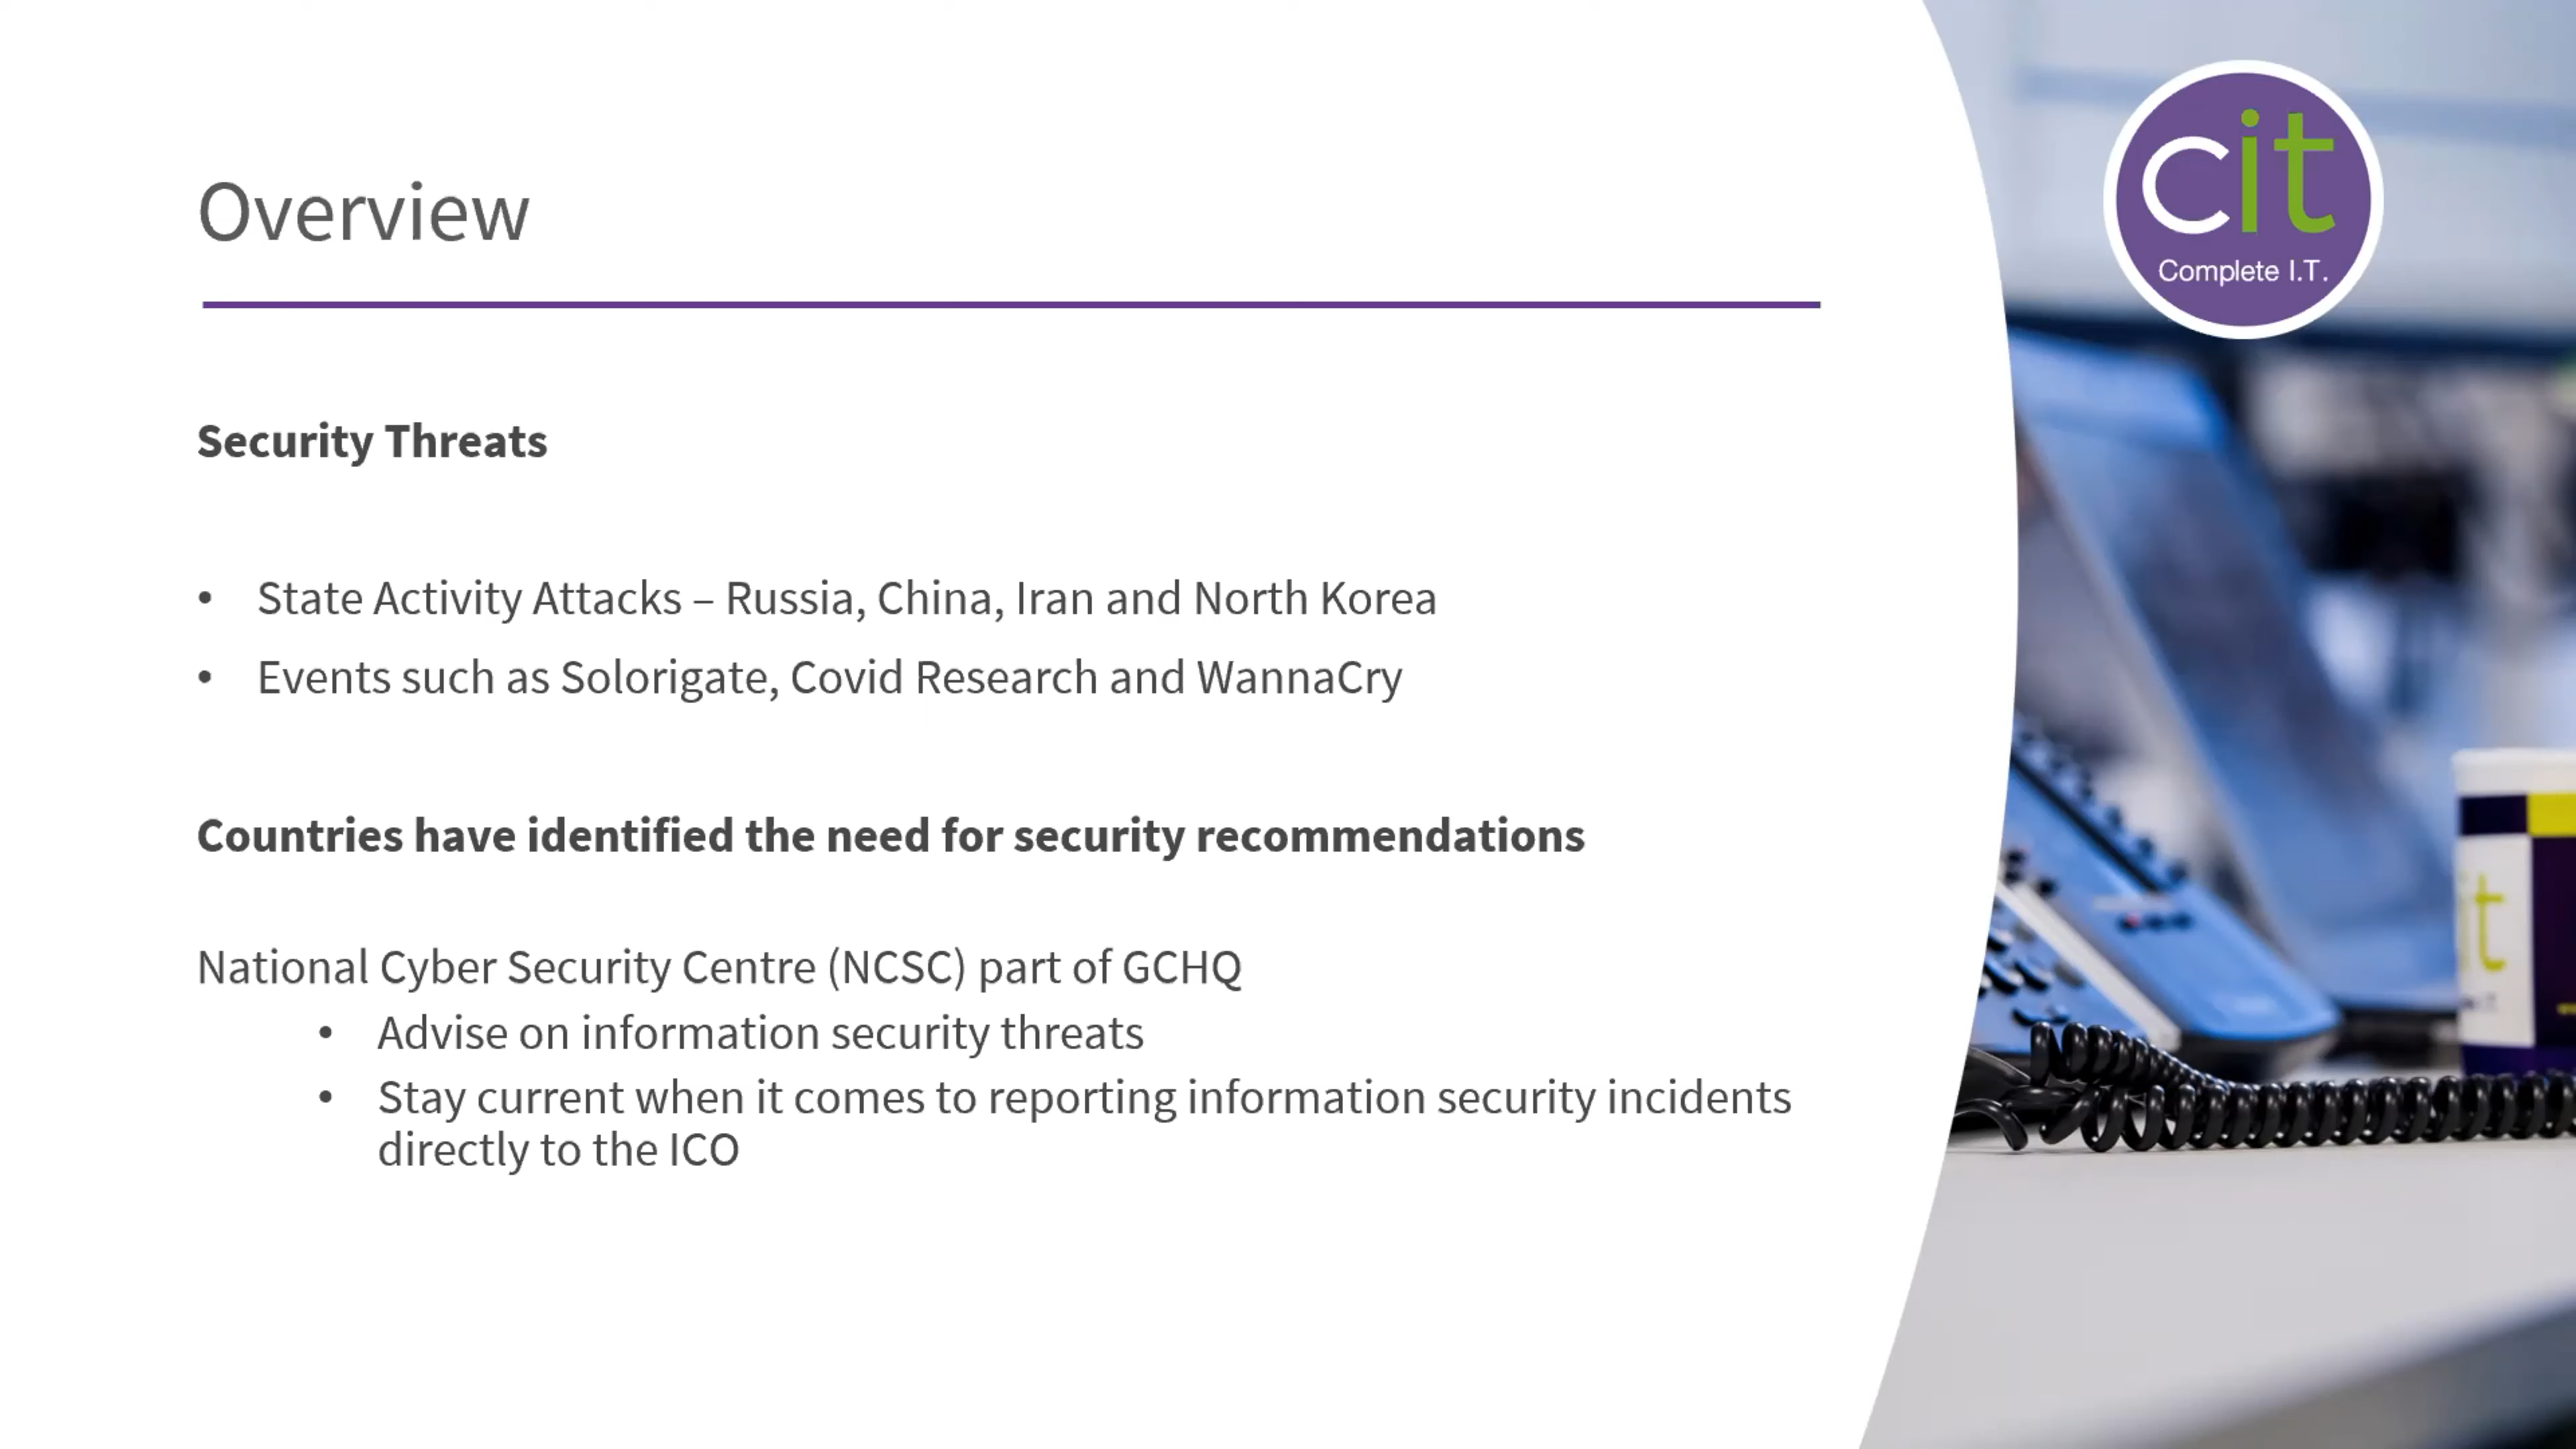 cit
Complete I.T.
Overview
Security Threats
• State Activity Attacks – Russia, China, Iran and North Korea
• Events such as Solorigate, Covid Research and WannaCry
Countries have identified the need for security recommendations
National Cyber Security Centre (NCSC) part of GCHQ
• Advise on information security threats
• Stay current when it comes to reporting information security incidents
directly to the ICO
it